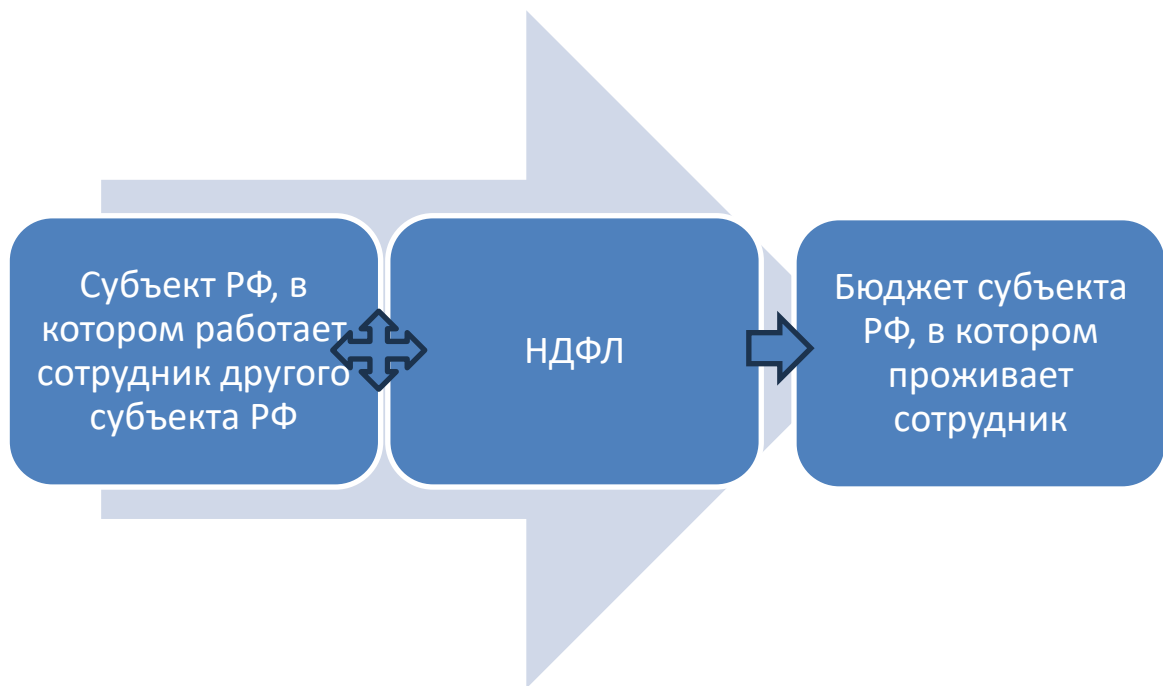 Субъект РФ, в
котором работает
сотрудник другого
субъекта РФ
НДФЛ
Бюджет субъекта
РФ, в котором
проживает
сотрудник